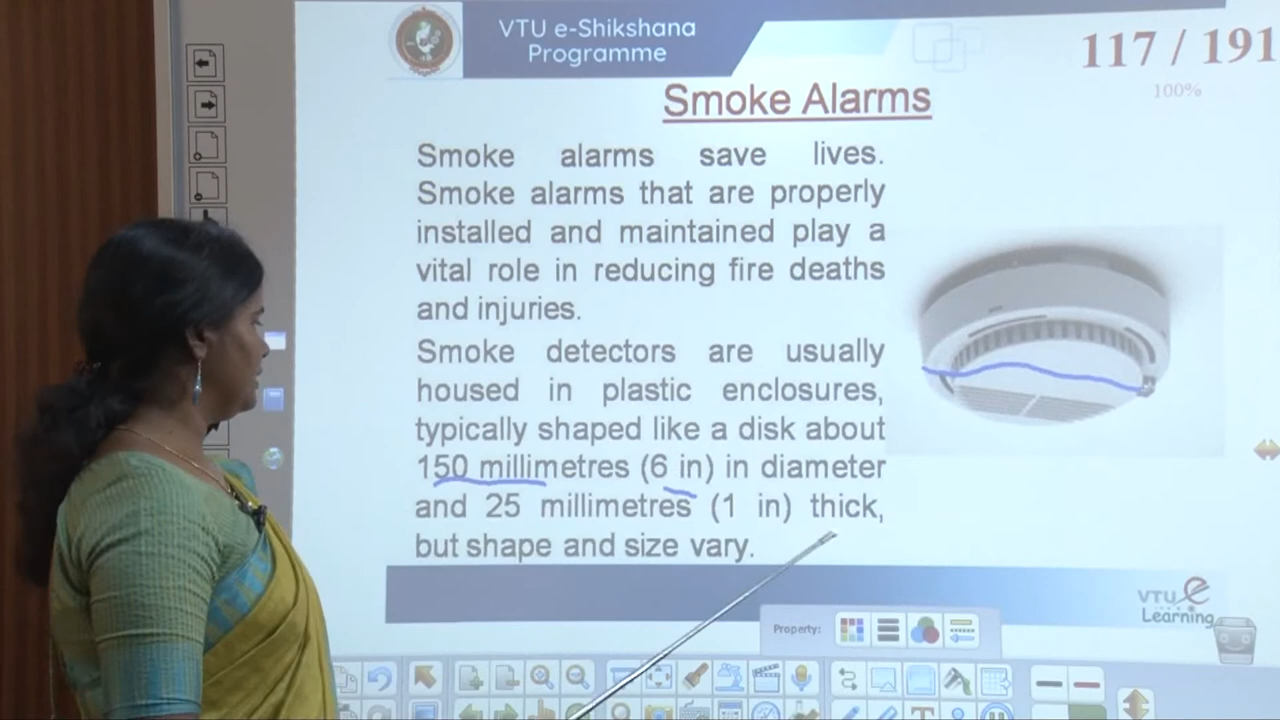 VTU e-Shikshana
Programme
117 / 191
100%
Smoke Alarms
Smoke alarms save lives.
Smoke alarms that are properly
installed and maintained play a
vital role in reducing fire deaths
and injuries.
Smoke detectors are usually
housed in plastic enclosures,
typically shaped like a disk about
150 millimetres (6 in) in diameter
and 25 millimetres (1 in) thick,
but shape and size vary.
VTU e
Learning
Property: